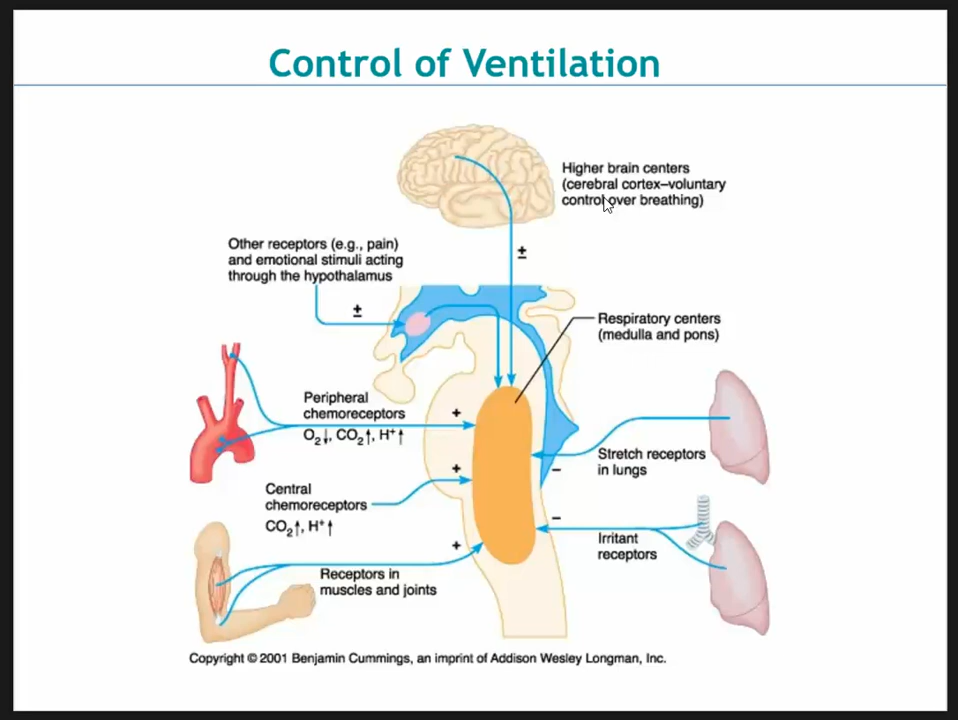 Control of Ventilation
Higher brain centers
(cerebral cortex–voluntary
control over breathing)
±
Other receptors (e.g., pain)
and emotional stimuli acting
through the hypothalamus
±
Respiratory centers
(medulla and pons)
Peripheral
chemoreceptors
O₂↓, CO₂↑, H⁺↑
+
Stretch receptors
in lungs
–
Central
chemoreceptors
CO₂↑, H⁺↑
+
–
Irritant
receptors
+
Receptors in
muscles and joints
Copyright © 2001 Benjamin Cummings, an imprint of Addison Wesley Longman, Inc.